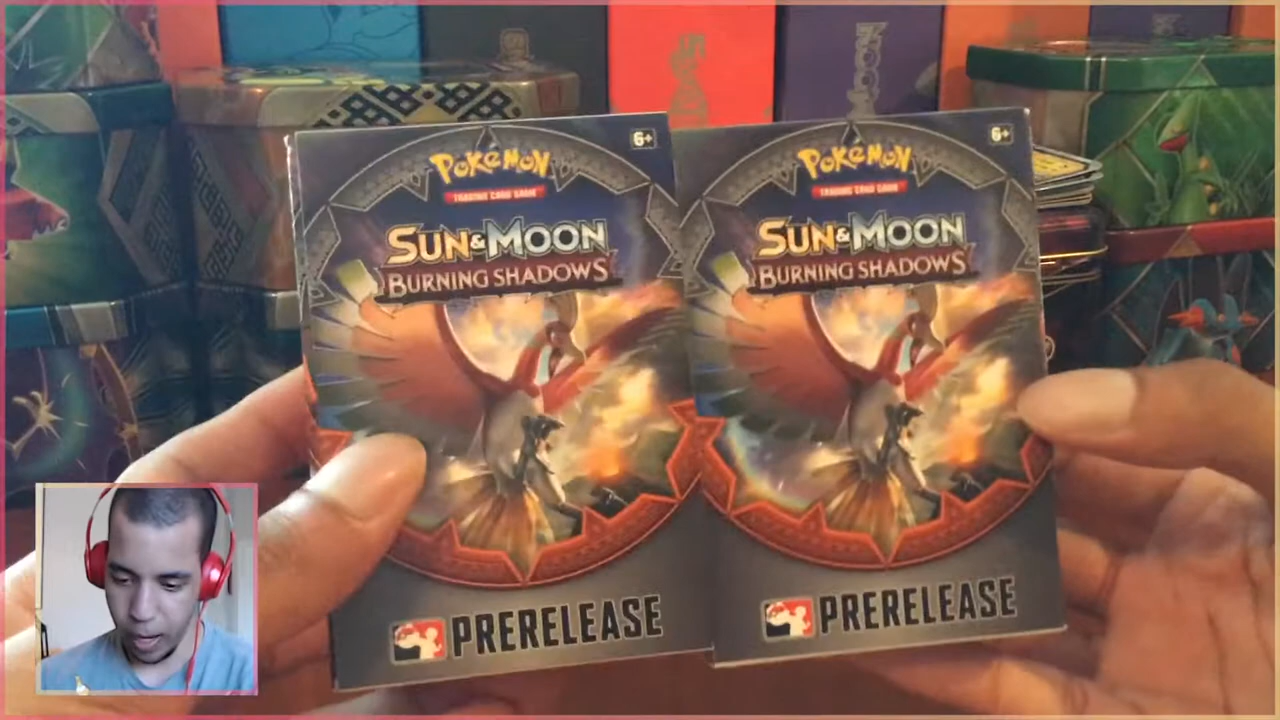 POKéMON
TRADING CARD GAME
6+
SUN & MOON
BURNING SHADOWS
PRERELEASE
POKéMON
TRADING CARD GAME
6+
SUN & MOON
BURNING SHADOWS
PRERELEASE